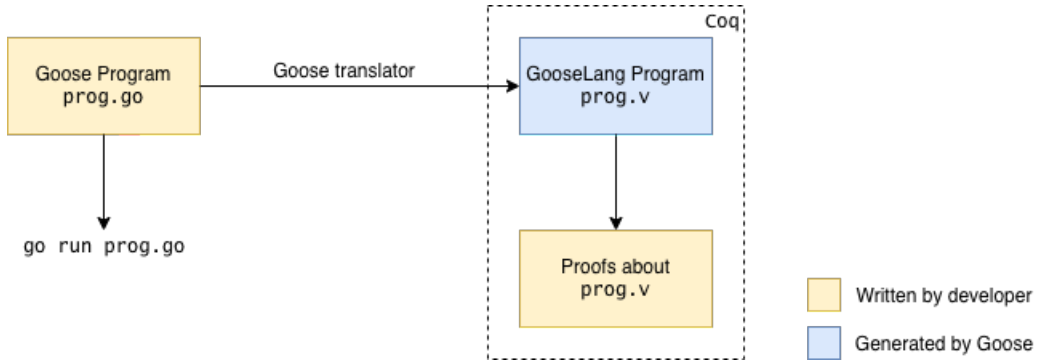 Coq
Goose Program
prog.go
Goose translator
GooseLang Program
prog.v
go run prog.go
Proofs about
prog.v
Written by developer
Generated by Goose